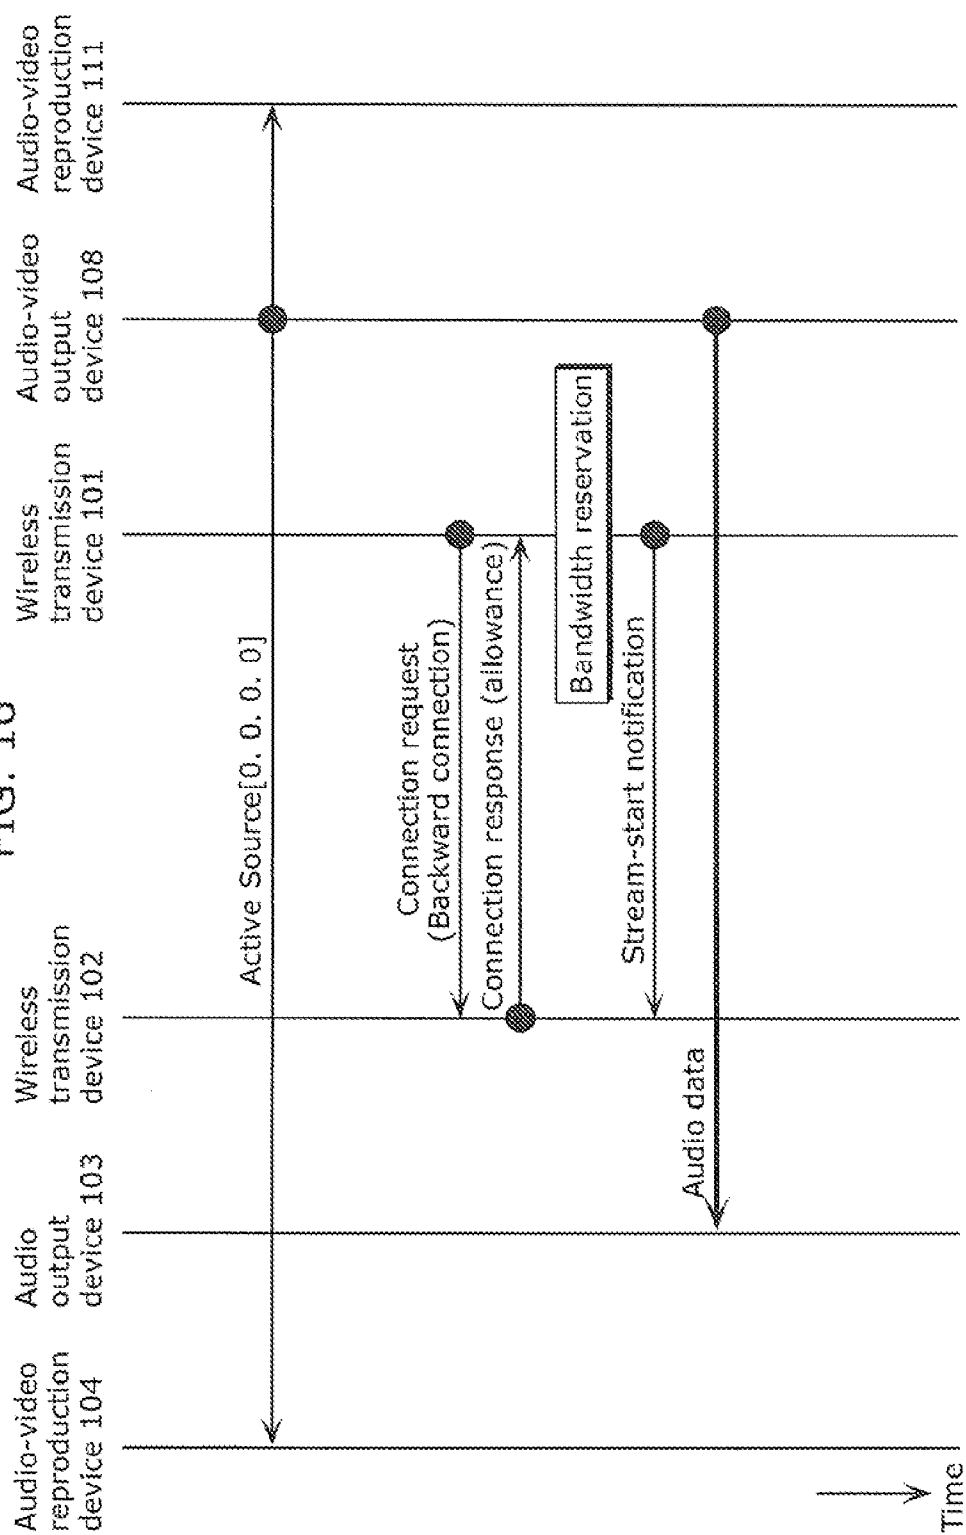 FIG. 16
Audio-video
reproduction
device 104
Audio
output
device 103
Wireless
transmission
device 102
Wireless
transmission
device 101
Audio-video
output
device 108
Audio-video
reproduction
device 111
Active Source[0. 0. 0. 0]
Connection request
(Backward connection)
Connection response (allowance)
Bandwidth reservation
Stream-start notification
Audio data
Time